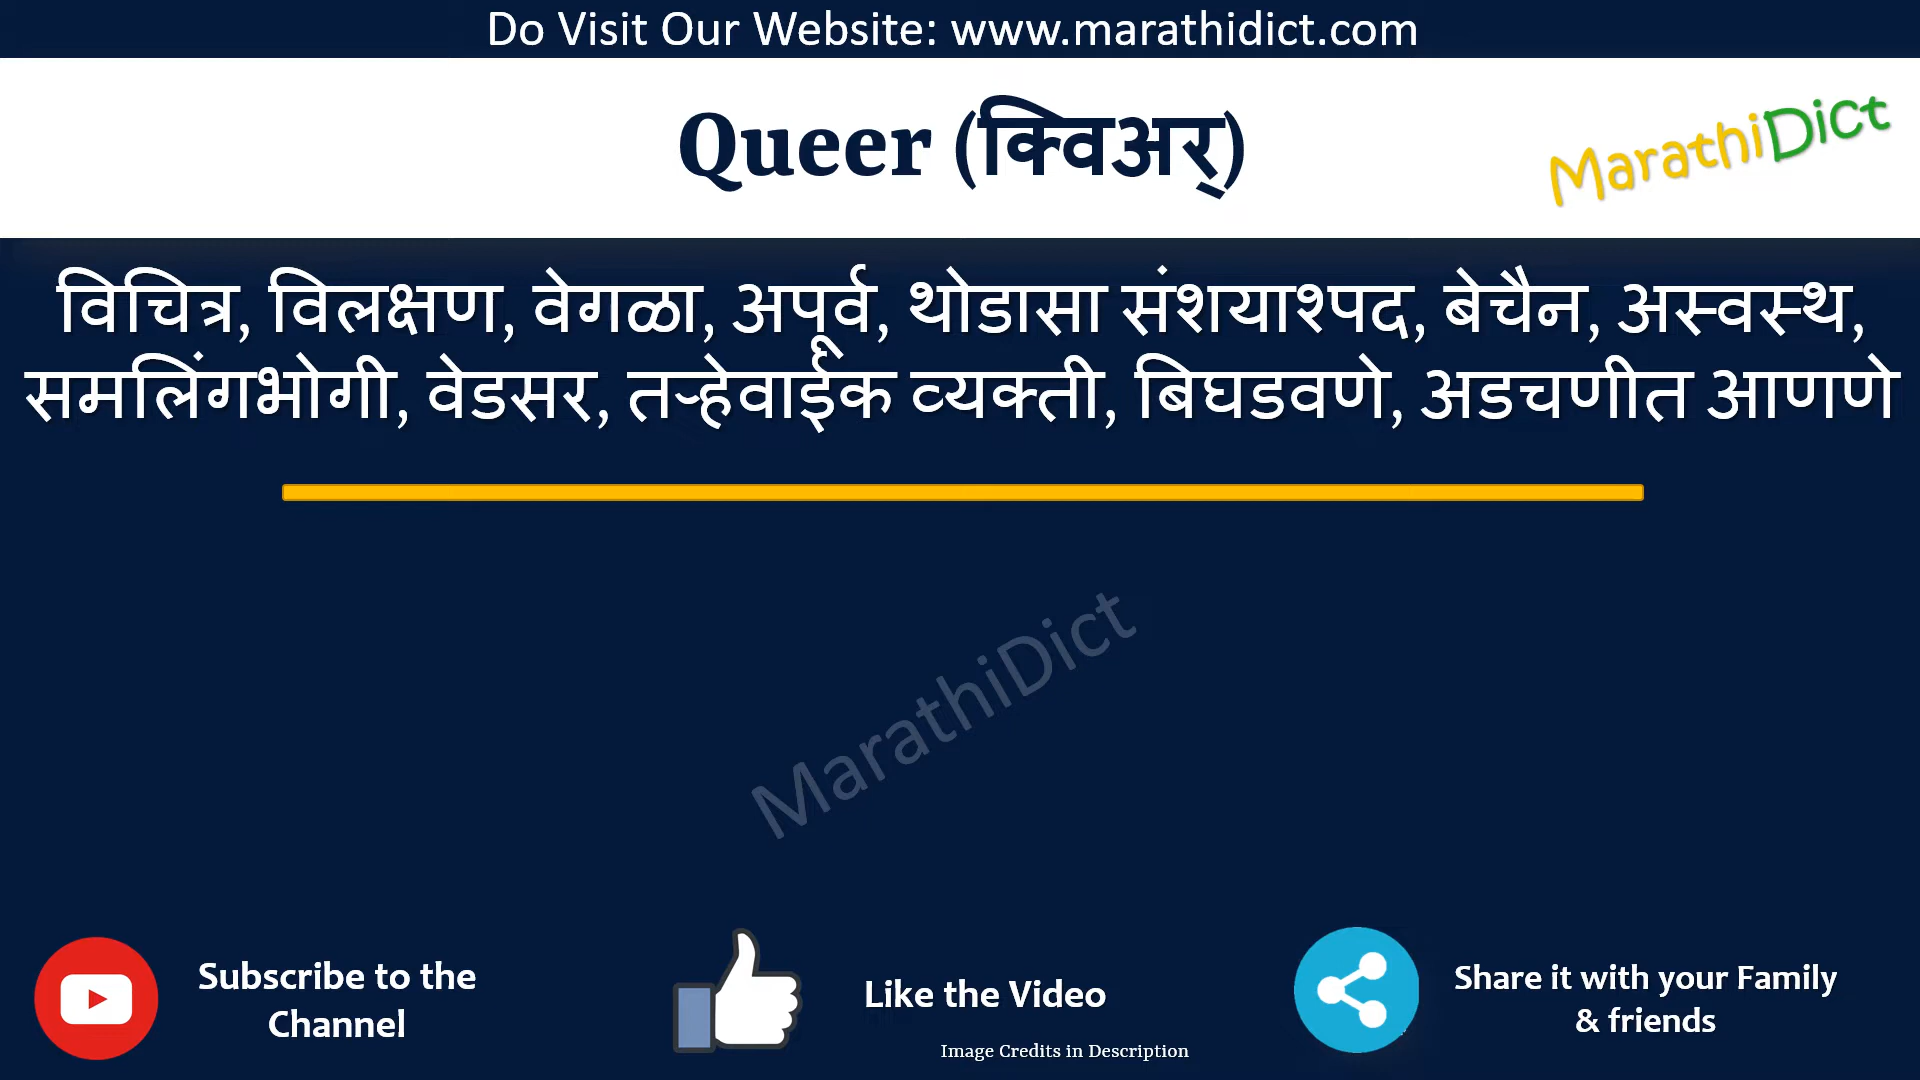 Do Visit Our Website: www.marathidict.com
Queer (क्विअर्)
MarathiDict
विचित्र, विलक्षण, वेगळा, अपूर्व, थोडासा संशयाश्पद, बेचैन, अस्वस्थ,
समलिंगभोगी, वेडसर, तऱ्हेवाईक व्यक्ती, बिघडवणे, अडचणीत आणणे
MarathiDict
Subscribe to the
Channel
Like the Video
Share it with your Family
& friends
Image Credits in Description